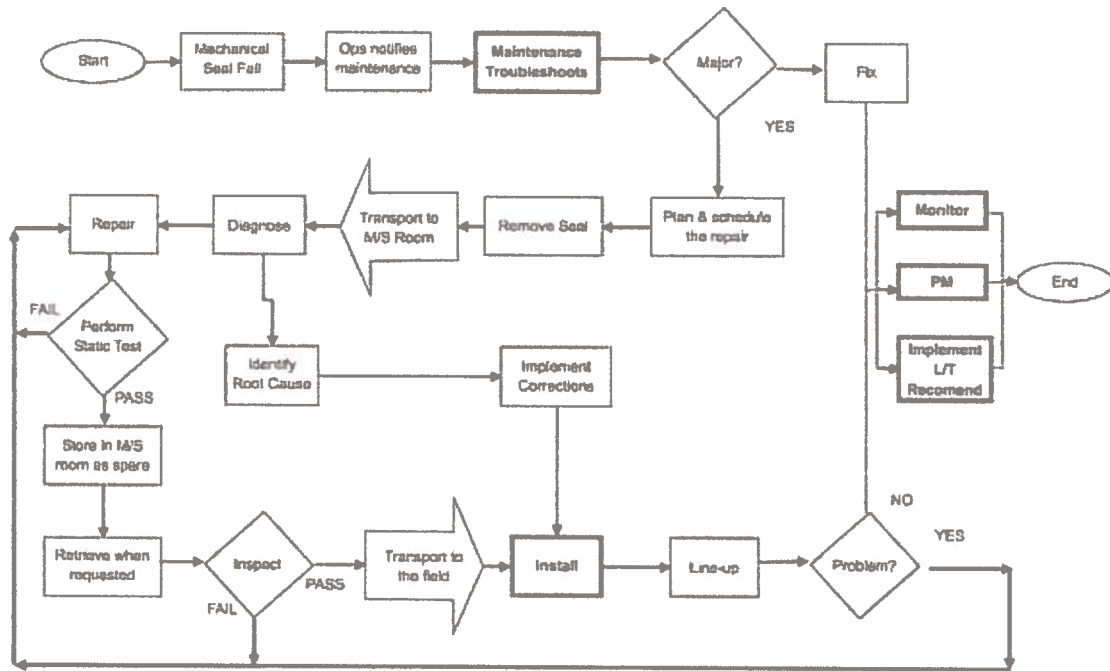 Start
Mechanical
Seal Fail
Ops notifies
maintenance
Maintenance
Troubleshoots
Major?
Fix
YES
Repair
Diagnose
Transport to
M/S Room
Remove Seal
Plan & schedule
the repair
Monitor
PM
End
Implement
L/T
Recomend
FAIL
Perform
Static Test
Identify
Root Cause
Implement
Corrections
PASS
Store in M/S
room as spare
NO
YES
Retrieve when
requested
Inspect
PASS
Transport to
the field
Install
Line-up
Problem?
FAIL